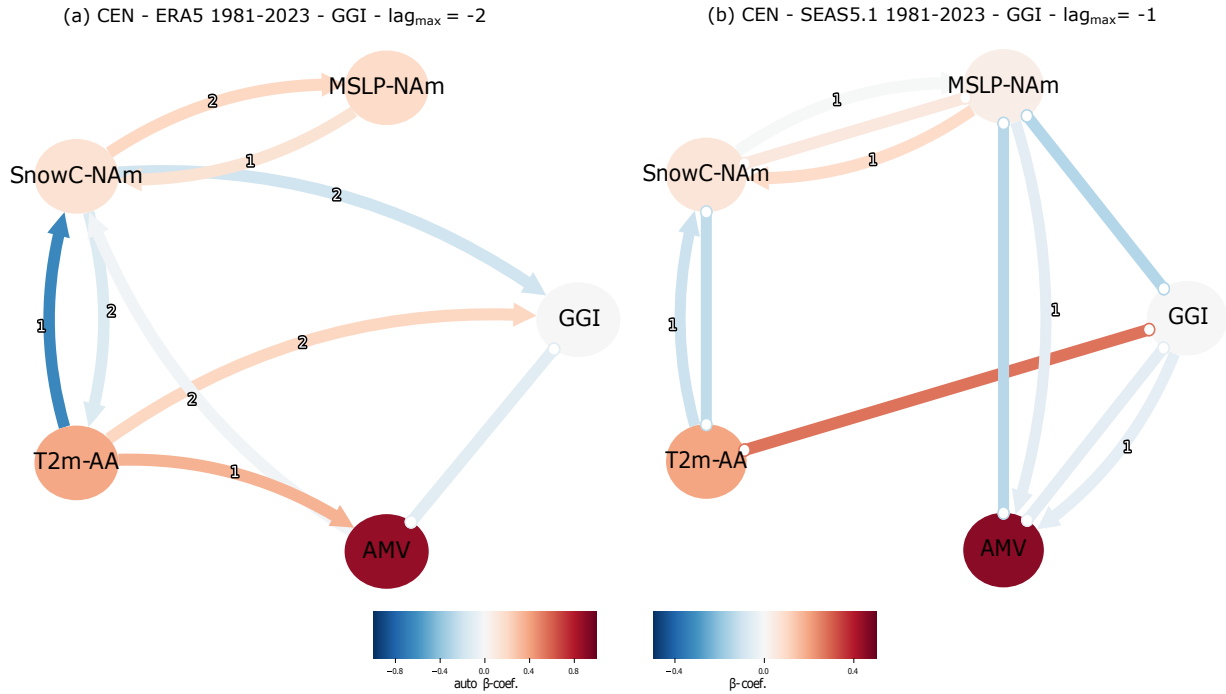 (a) CEN - ERA5 1981-2023 - GGI - lagmax = -2
MSLP-NAm
2
1
SnowC-NAm
2
1
2
GGI
2
2
T2m-AA
1
AMV
−0.8 −0.4 0.0 0.4 0.8
auto β-coef.
(b) CEN - SEAS5.1 1981-2023 - GGI - lagmax= -1
MSLP-NAm
1
1
SnowC-NAm
1
1
GGI
1
T2m-AA
AMV
−0.4 0.0 0.4
β-coef.